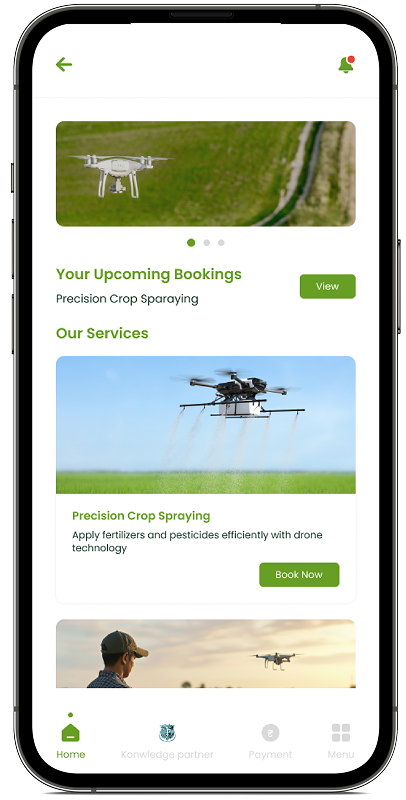 Your Upcoming Bookings
View
Precision Crop Sparaying
Our Services
Precision Crop Spraying
Apply fertilizers and pesticides efficiently with drone
technology
Book Now
Home
Konwledge partner
Payment
Menu